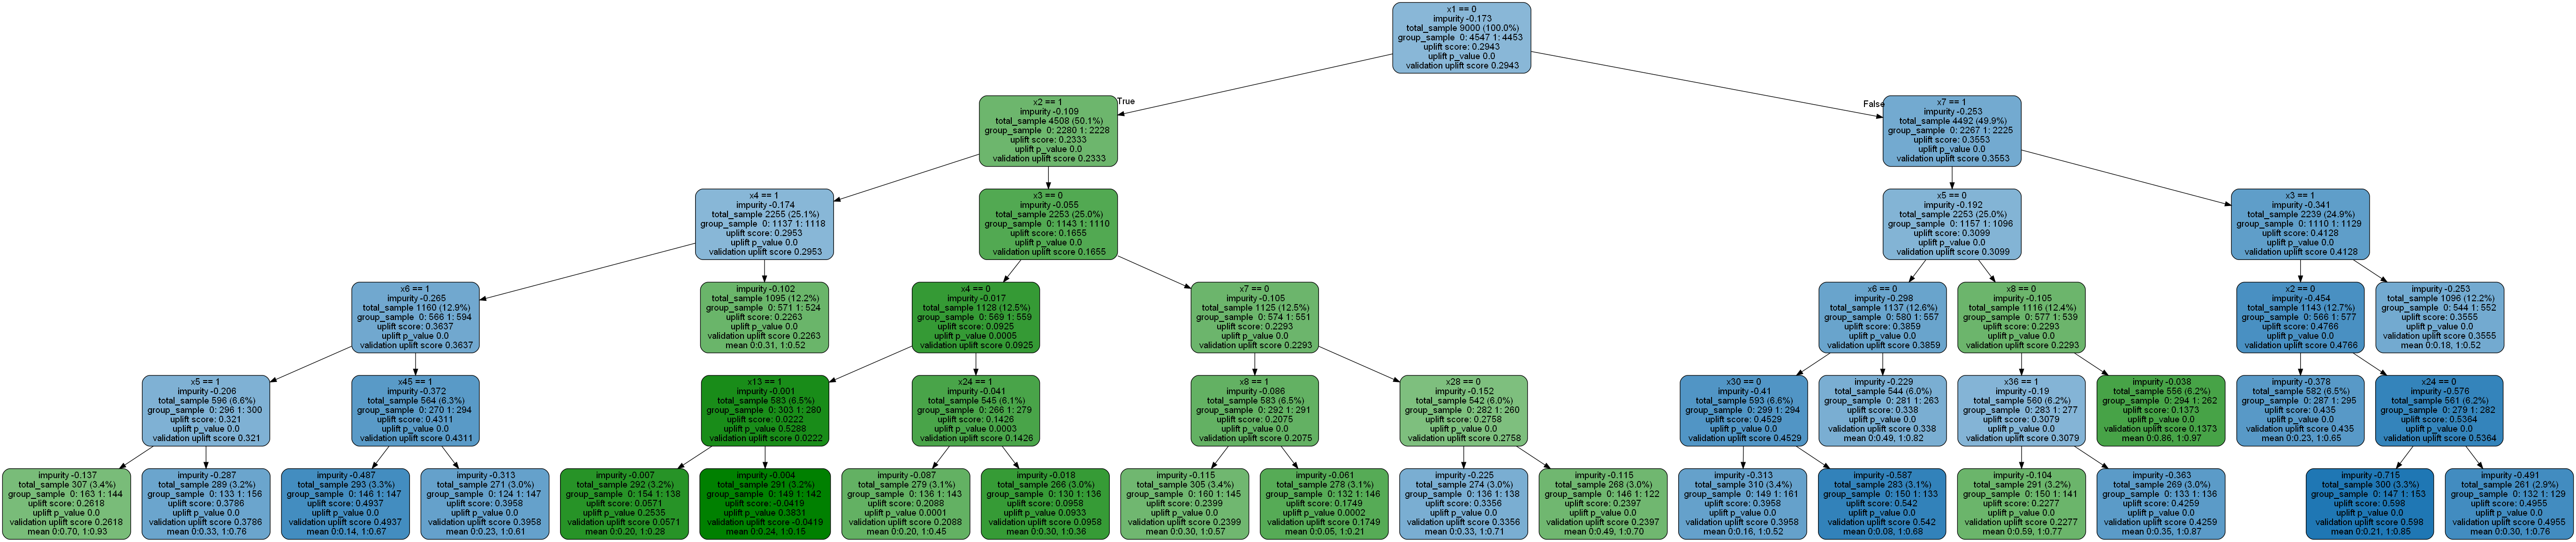 x1 == 0
impurity -0.173
total_sample 9000 (100.0%)
group_sample 0: 4547 1: 4453
uplift score: 0.2943
uplift p_value 0.0
validation uplift score 0.2943
True
False
x2 == 1
impurity -0.109
total_sample 4508 (50.1%)
group_sample 0: 2280 1: 2228
uplift score: 0.2333
uplift p_value 0.0
validation uplift score 0.2333
x7 == 1
impurity -0.253
total_sample 4492 (49.9%)
group_sample 0: 2267 1: 2225
uplift score: 0.3553
uplift p_value 0.0
validation uplift score 0.3553
x4 == 1
impurity -0.174
total_sample 2255 (25.1%)
group_sample 0: 1137 1: 1118
uplift score: 0.2953
uplift p_value 0.0
validation uplift score 0.2953
x3 == 0
impurity -0.055
total_sample 2253 (25.0%)
group_sample 0: 1143 1: 1110
uplift score: 0.1655
uplift p_value 0.0
validation uplift score 0.1655
x5 == 0
impurity -0.192
total_sample 2253 (25.0%)
group_sample 0: 1157 1: 1096
uplift score: 0.3099
uplift p_value 0.0
validation uplift score 0.3099
x3 == 1
impurity -0.341
total_sample 2239 (24.9%)
group_sample 0: 1110 1: 1129
uplift score: 0.4128
uplift p_value 0.0
validation uplift score 0.4128
x6 == 1
impurity -0.265
total_sample 1160 (12.9%)
group_sample 0: 566 1: 594
uplift score: 0.3637
uplift p_value 0.0
validation uplift score 0.3637
impurity -0.102
total_sample 1095 (12.2%)
group_sample 0: 571 1: 524
uplift score: 0.2263
uplift p_value 0.0
validation uplift score 0.2263
mean 0:0.31, 1:0.52
x4 == 0
impurity -0.017
total_sample 1128 (12.5%)
group_sample 0: 569 1: 559
uplift score: 0.0925
uplift p_value 0.0005
validation uplift score 0.0925
x7 == 0
impurity -0.105
total_sample 1125 (12.5%)
group_sample 0: 574 1: 551
uplift score: 0.2293
uplift p_value 0.0
validation uplift score 0.2293
x6 == 0
impurity -0.298
total_sample 1137 (12.6%)
group_sample 0: 580 1: 557
uplift score: 0.3859
uplift p_value 0.0
validation uplift score 0.3859
x8 == 0
impurity -0.105
total_sample 1116 (12.4%)
group_sample 0: 577 1: 539
uplift score: 0.2293
uplift p_value 0.0
validation uplift score 0.2293
x2 == 0
impurity -0.454
total_sample 1143 (12.7%)
group_sample 0: 566 1: 577
uplift score: 0.4766
uplift p_value 0.0
validation uplift score 0.4766
impurity -0.253
total_sample 1096 (12.2%)
group_sample 0: 544 1: 552
uplift score: 0.3555
uplift p_value 0.0
validation uplift score 0.3555
mean 0:0.18, 1:0.52
x5 == 1
impurity -0.206
total_sample 596 (6.6%)
group_sample 0: 296 1: 300
uplift score: 0.321
uplift p_value 0.0
validation uplift score 0.321
x45 == 1
impurity -0.372
total_sample 564 (6.3%)
group_sample 0: 270 1: 294
uplift score: 0.4311
uplift p_value 0.0
validation uplift score 0.4311
x13 == 1
impurity -0.001
total_sample 583 (6.5%)
group_sample 0: 303 1: 280
uplift score: 0.0222
uplift p_value 0.5288
validation uplift score 0.0222
x24 == 1
impurity -0.041
total_sample 545 (6.1%)
group_sample 0: 266 1: 279
uplift score: 0.1426
uplift p_value 0.0003
validation uplift score 0.1426
x8 == 1
impurity -0.086
total_sample 583 (6.5%)
group_sample 0: 292 1: 291
uplift score: 0.2075
uplift p_value 0.0
validation uplift score 0.2075
x28 == 0
impurity -0.152
total_sample 542 (6.0%)
group_sample 0: 282 1: 260
uplift score: 0.2758
uplift p_value 0.0
validation uplift score 0.2758
x30 == 0
impurity -0.41
total_sample 593 (6.6%)
group_sample 0: 299 1: 294
uplift score: 0.4529
uplift p_value 0.0
validation uplift score 0.4529
impurity -0.229
total_sample 544 (6.0%)
group_sample 0: 281 1: 263
uplift score: 0.338
uplift p_value 0.0
validation uplift score 0.338
mean 0:0.49, 1:0.82
x36 == 1
impurity -0.19
total_sample 560 (6.2%)
group_sample 0: 283 1: 277
uplift score: 0.3079
uplift p_value 0.0
validation uplift score 0.3079
impurity -0.038
total_sample 556 (6.2%)
group_sample 0: 294 1: 262
uplift score: 0.1373
uplift p_value 0.0
validation uplift score 0.1373
mean 0:0.86, 1:0.97
impurity -0.378
total_sample 582 (6.5%)
group_sample 0: 287 1: 295
uplift score: 0.435
uplift p_value 0.0
validation uplift score 0.435
mean 0:0.23, 1:0.65
x24 == 0
impurity -0.576
total_sample 561 (6.2%)
group_sample 0: 279 1: 282
uplift score: 0.5364
uplift p_value 0.0
validation uplift score 0.5364
impurity -0.137
total_sample 307 (3.4%)
group_sample 0: 163 1: 144
uplift score: 0.2618
uplift p_value 0.0
validation uplift score 0.2618
mean 0:0.70, 1:0.93
impurity -0.287
total_sample 289 (3.2%)
group_sample 0: 133 1: 156
uplift score: 0.3786
uplift p_value 0.0
validation uplift score 0.3786
mean 0:0.33, 1:0.76
impurity -0.487
total_sample 293 (3.3%)
group_sample 0: 146 1: 147
uplift score: 0.4937
uplift p_value 0.0
validation uplift score 0.4937
mean 0:0.14, 1:0.67
impurity -0.313
total_sample 271 (3.0%)
group_sample 0: 124 1: 147
uplift score: 0.3958
uplift p_value 0.0
validation uplift score 0.3958
mean 0:0.23, 1:0.61
impurity -0.007
total_sample 292 (3.2%)
group_sample 0: 154 1: 138
uplift score: 0.0571
uplift p_value 0.2535
validation uplift score 0.0571
mean 0:0.20, 1:0.28
impurity -0.004
total_sample 291 (3.2%)
group_sample 0: 149 1: 142
uplift score: -0.0419
uplift p_value 0.3831
validation uplift score -0.0419
mean 0:0.24, 1:0.15
impurity -0.087
total_sample 279 (3.1%)
group_sample 0: 136 1: 143
uplift score: 0.2088
uplift p_value 0.0001
validation uplift score 0.2088
mean 0:0.20, 1:0.45
impurity -0.018
total_sample 266 (3.0%)
group_sample 0: 130 1: 136
uplift score: 0.0958
uplift p_value 0.0933
validation uplift score 0.0958
mean 0:0.30, 1:0.36
impurity -0.115
total_sample 305 (3.4%)
group_sample 0: 160 1: 145
uplift score: 0.2399
uplift p_value 0.0
validation uplift score 0.2399
mean 0:0.30, 1:0.57
impurity -0.061
total_sample 278 (3.1%)
group_sample 0: 132 1: 146
uplift score: 0.1749
uplift p_value 0.0002
validation uplift score 0.1749
mean 0:0.05, 1:0.21
impurity -0.225
total_sample 274 (3.0%)
group_sample 0: 136 1: 138
uplift score: 0.3356
uplift p_value 0.0
validation uplift score 0.3356
mean 0:0.33, 1:0.71
impurity -0.115
total_sample 268 (3.0%)
group_sample 0: 146 1: 122
uplift score: 0.2397
uplift p_value 0.0
validation uplift score 0.2397
mean 0:0.49, 1:0.70
impurity -0.313
total_sample 310 (3.4%)
group_sample 0: 149 1: 161
uplift score: 0.3958
uplift p_value 0.0
validation uplift score 0.3958
mean 0:0.16, 1:0.52
impurity -0.587
total_sample 283 (3.1%)
group_sample 0: 150 1: 133
uplift score: 0.542
uplift p_value 0.0
validation uplift score 0.542
mean 0:0.08, 1:0.68
impurity -0.104
total_sample 291 (3.2%)
group_sample 0: 150 1: 141
uplift score: 0.2277
uplift p_value 0.0
validation uplift score 0.2277
mean 0:0.59, 1:0.77
impurity -0.363
total_sample 269 (3.0%)
group_sample 0: 133 1: 136
uplift score: 0.4259
uplift p_value 0.0
validation uplift score 0.4259
mean 0:0.35, 1:0.87
impurity -0.715
total_sample 300 (3.3%)
group_sample 0: 147 1: 153
uplift score: 0.598
uplift p_value 0.0
validation uplift score 0.598
mean 0:0.21, 1:0.85
impurity -0.491
total_sample 261 (2.9%)
group_sample 0: 132 1: 129
uplift score: 0.4955
uplift p_value 0.0
validation uplift score 0.4955
mean 0:0.30, 1:0.76